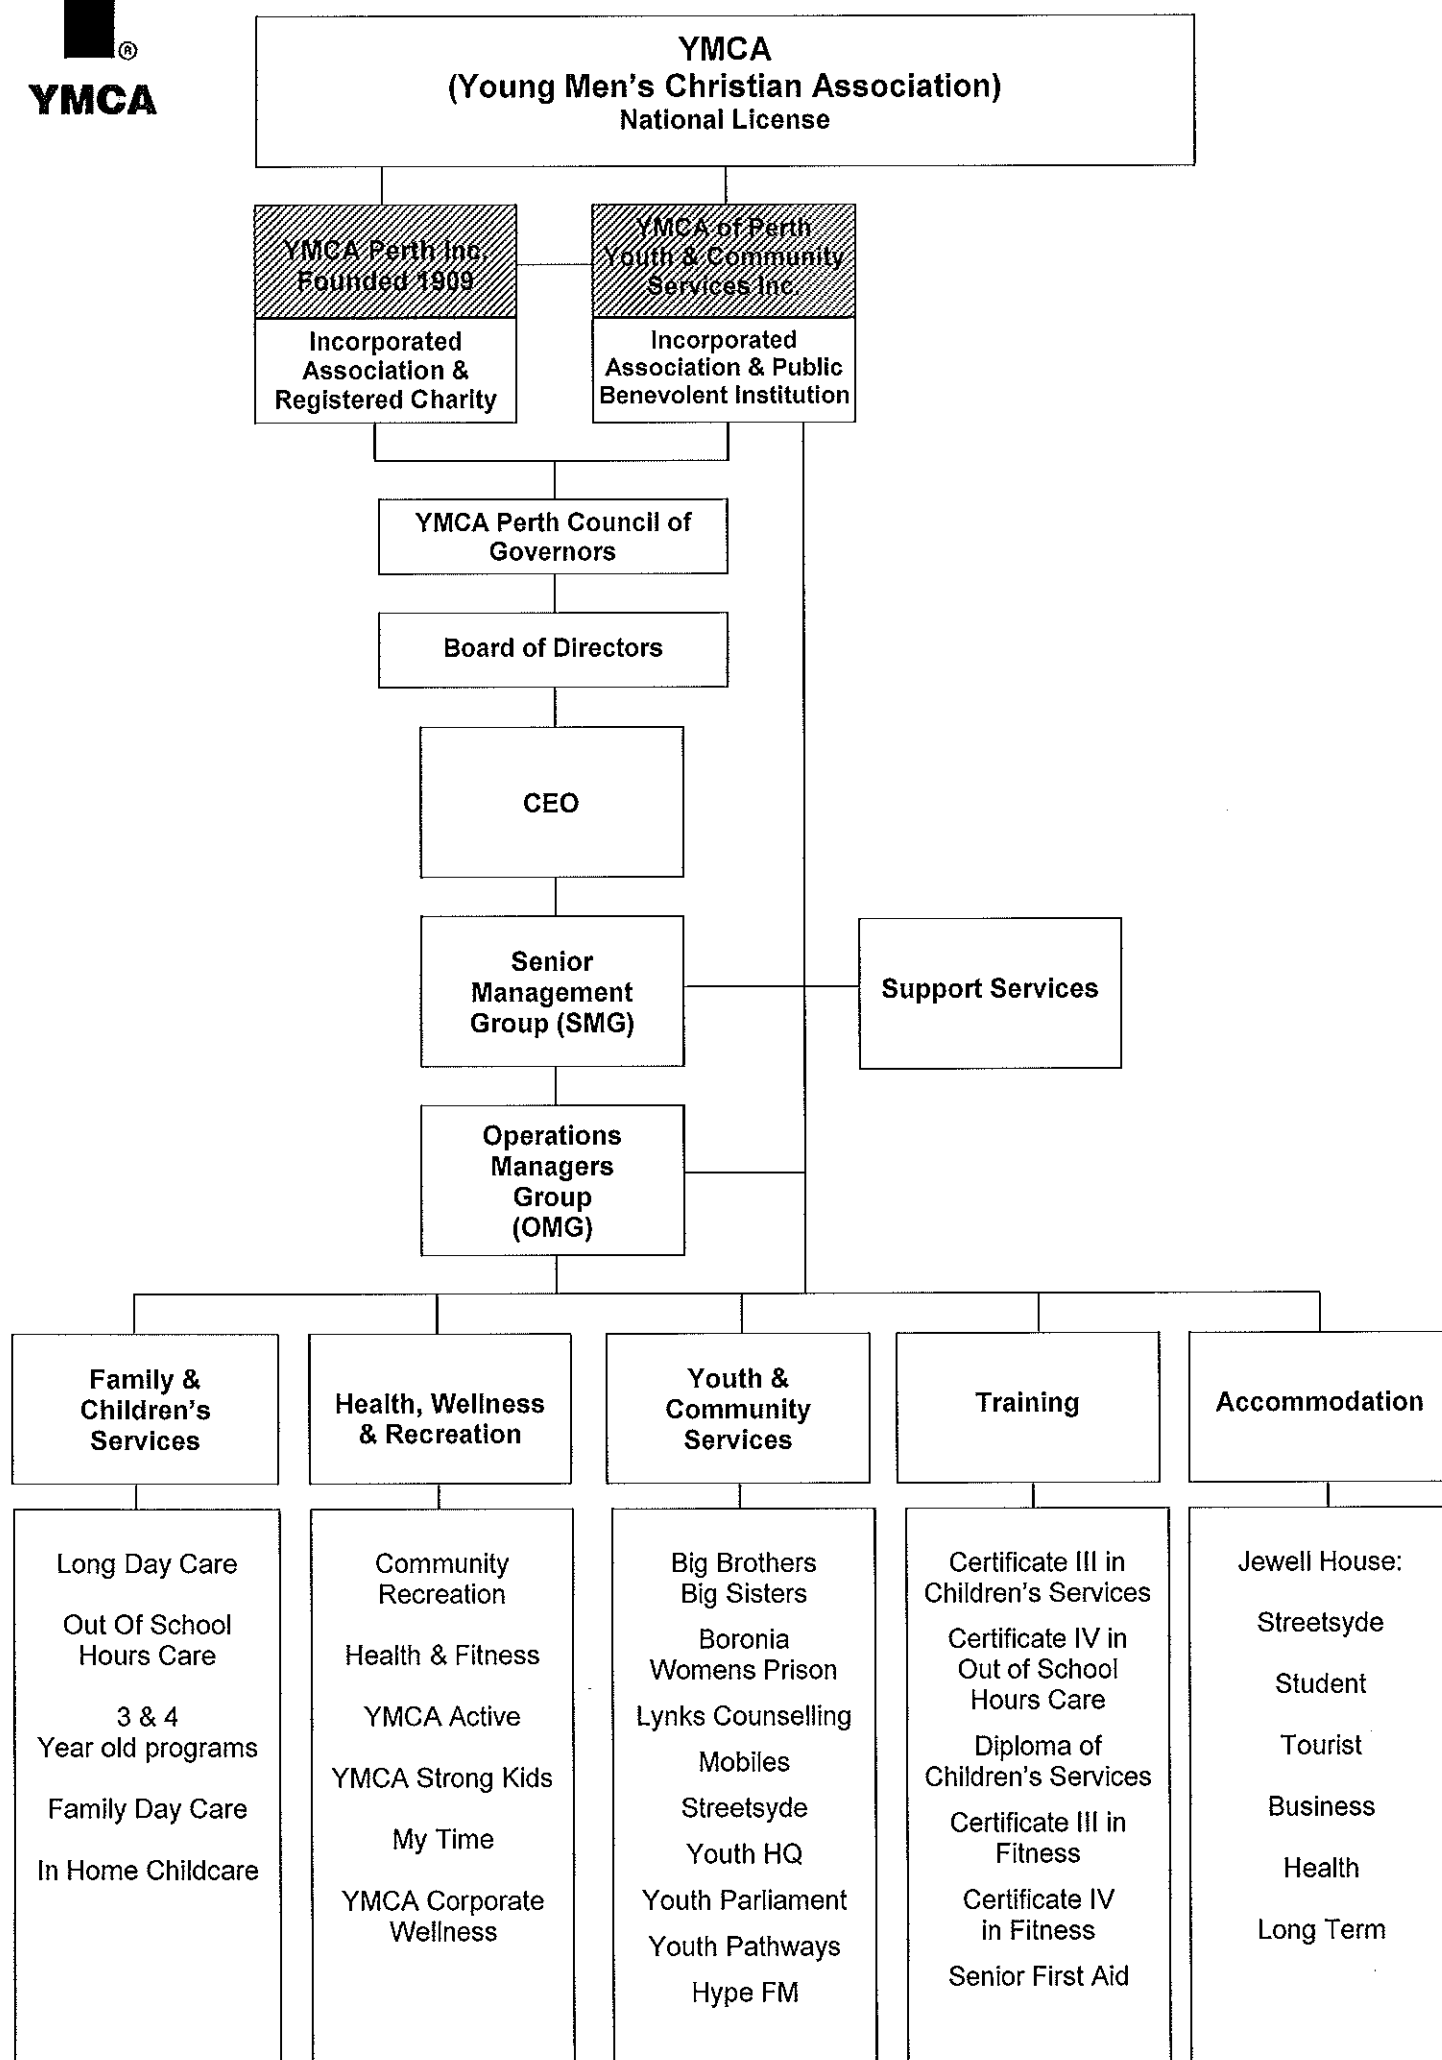 ®
YMCA
YMCA
(Young Men's Christian Association)
National License
YMCA Perth Inc.
Founded 1909
Incorporated
Association &
Registered Charity
YMCA of Perth
Youth & Community
Services Inc.
Incorporated
Association & Public
Benevolent Institution
YMCA Perth Council of
Governors
Board of Directors
CEO
Senior
Management
Group (SMG)
Support Services
Operations
Managers
Group
(OMG)
Family &
Children's
Services
Health, Wellness
& Recreation
Youth &
Community
Services
Training
Accommodation
Long Day Care
Out Of School
Hours Care
3 & 4
Year old programs
Family Day Care
In Home Childcare
Community
Recreation
Health & Fitness
YMCA Active
YMCA Strong Kids
My Time
YMCA Corporate
Wellness
Big Brothers
Big Sisters
Boronia
Womens Prison
Lynks Counselling
Mobiles
Streetsyde
Youth HQ
Youth Parliament
Youth Pathways
Hype FM
Certificate III in
Children's Services
Certificate IV in
Out of School
Hours Care
Diploma of
Children's Services
Certificate III in
Fitness
Certificate IV
in Fitness
Senior First Aid
Jewell House:
Streetsyde
Student
Tourist
Business
Health
Long Term